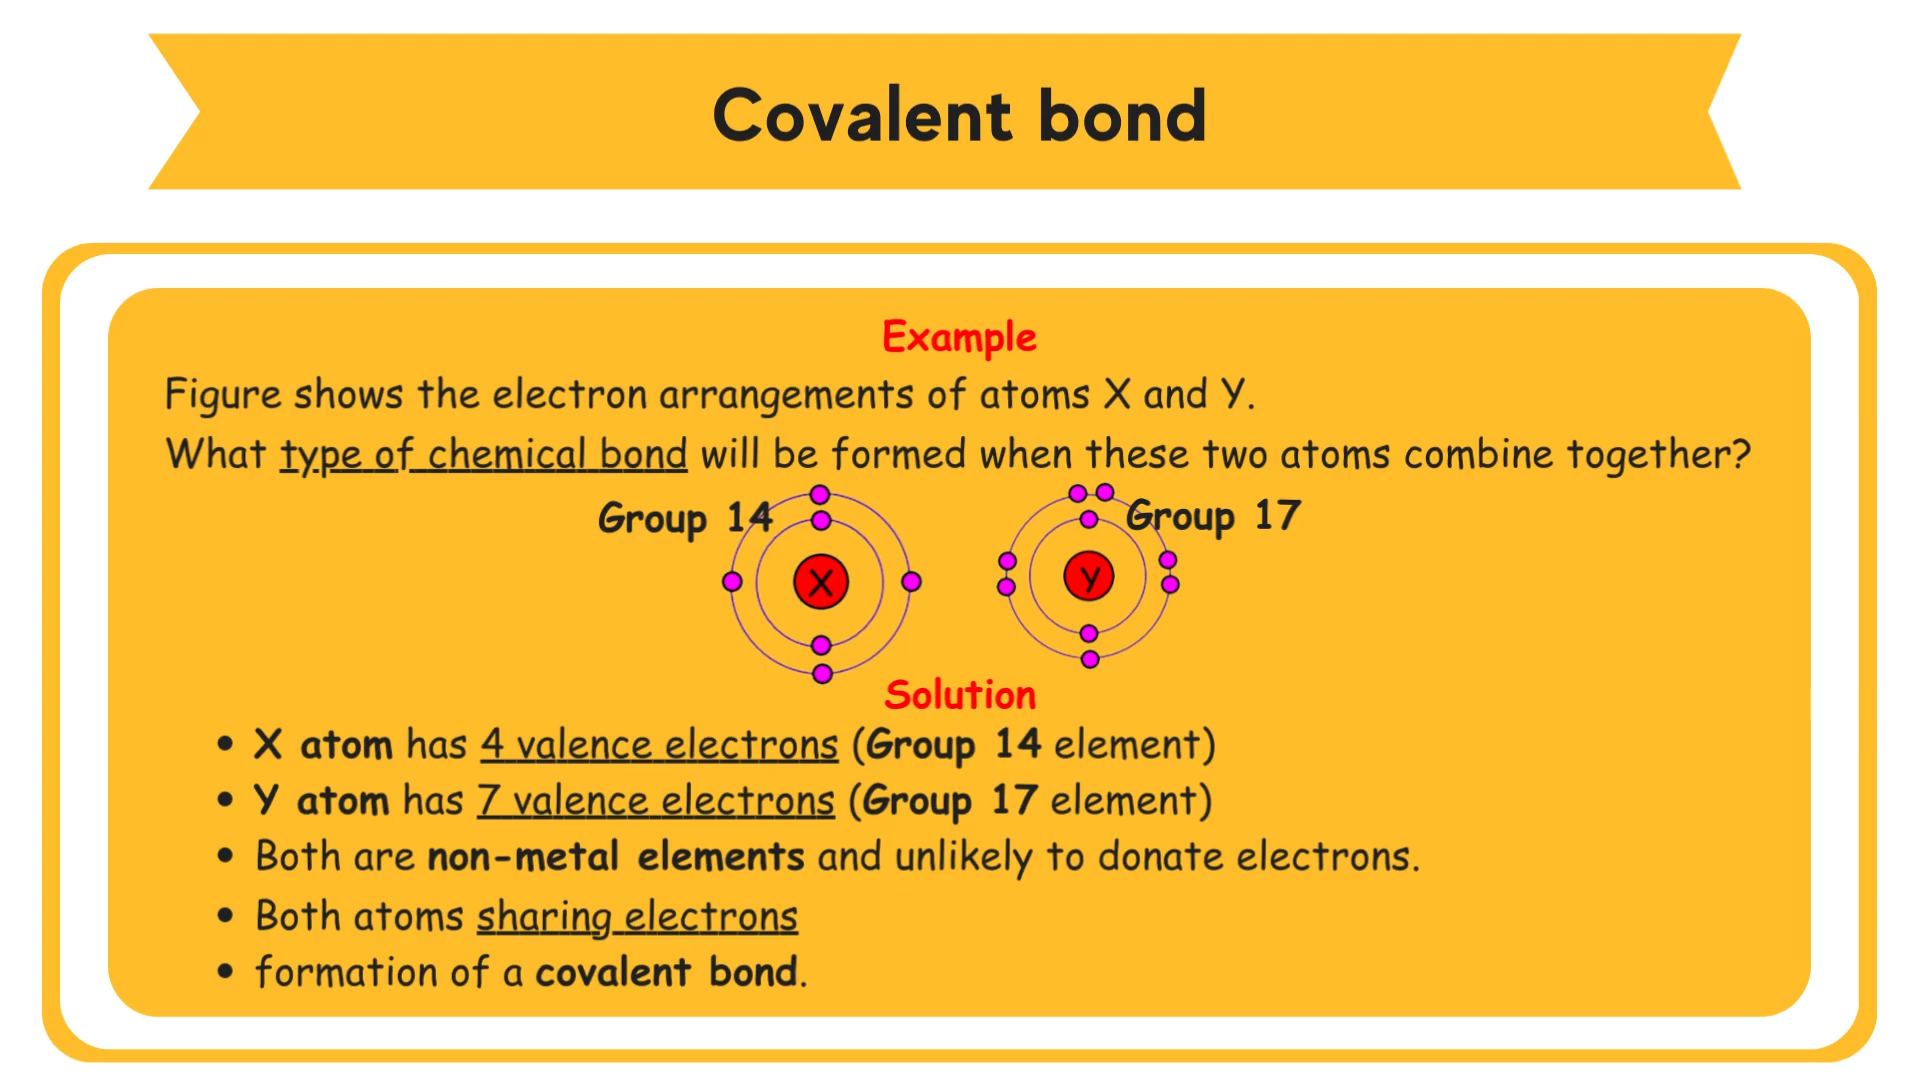 Covalent bond
Example
Figure shows the electron arrangements of atoms X and Y.
What type of chemical bond will be formed when these two atoms combine together?
Group 14
Group 17
X
Y
Solution
• X atom has 4 valence electrons (Group 14 element)
• Y atom has 7 valence electrons (Group 17 element)
• Both are non-metal elements and unlikely to donate electrons.
• Both atoms sharing electrons
• formation of a covalent bond.